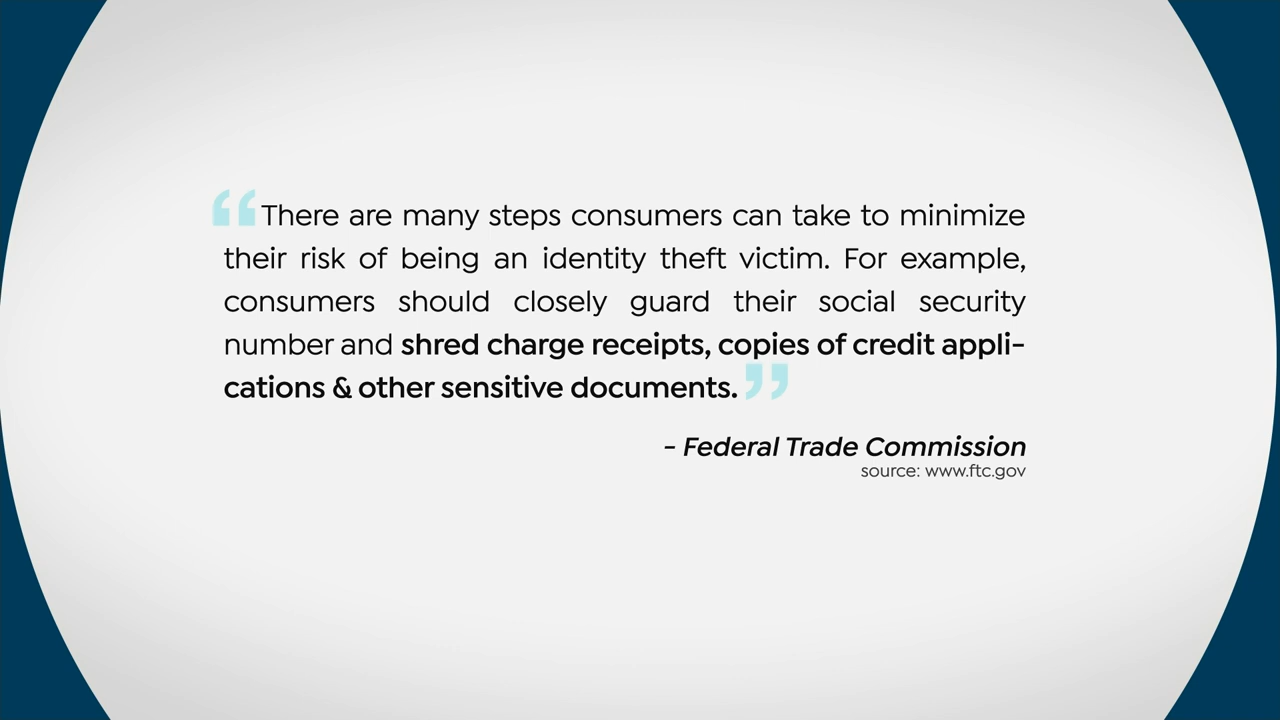 “There are many steps consumers can take to minimize
their risk of being an identity theft victim. For example,
consumers should closely guard their social security
number and shred charge receipts, copies of credit appli-
cations & other sensitive documents.”
- Federal Trade Commission
source: www.ftc.gov